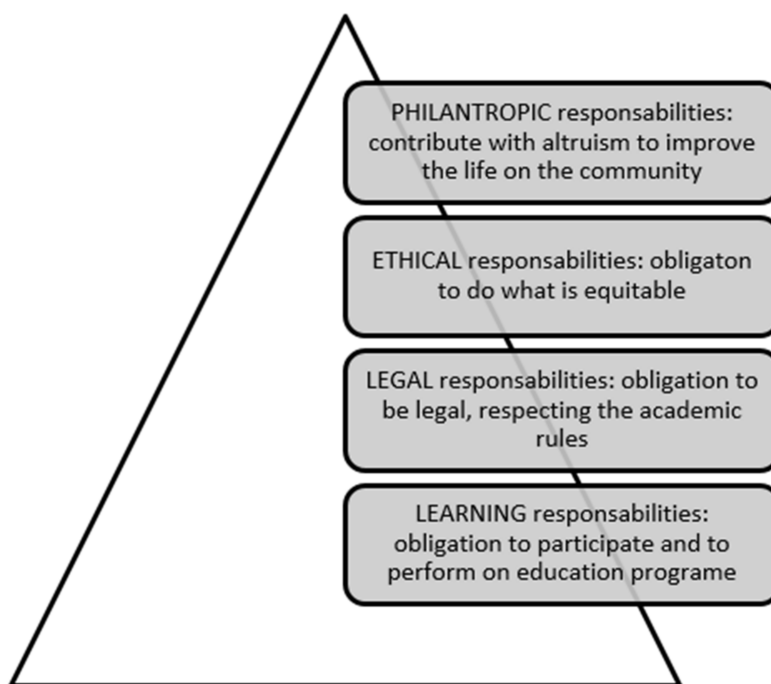 PHILANTROPIC responsabilities:
contribute with altruism to improve
the life on the community
ETHICAL responsabilities: obligaton
to do what is equitable
LEGAL responsabilities: obligation to
be legal, respecting the academic
rules
LEARNING responsabilities:
obligation to participate and to
perform on education programe